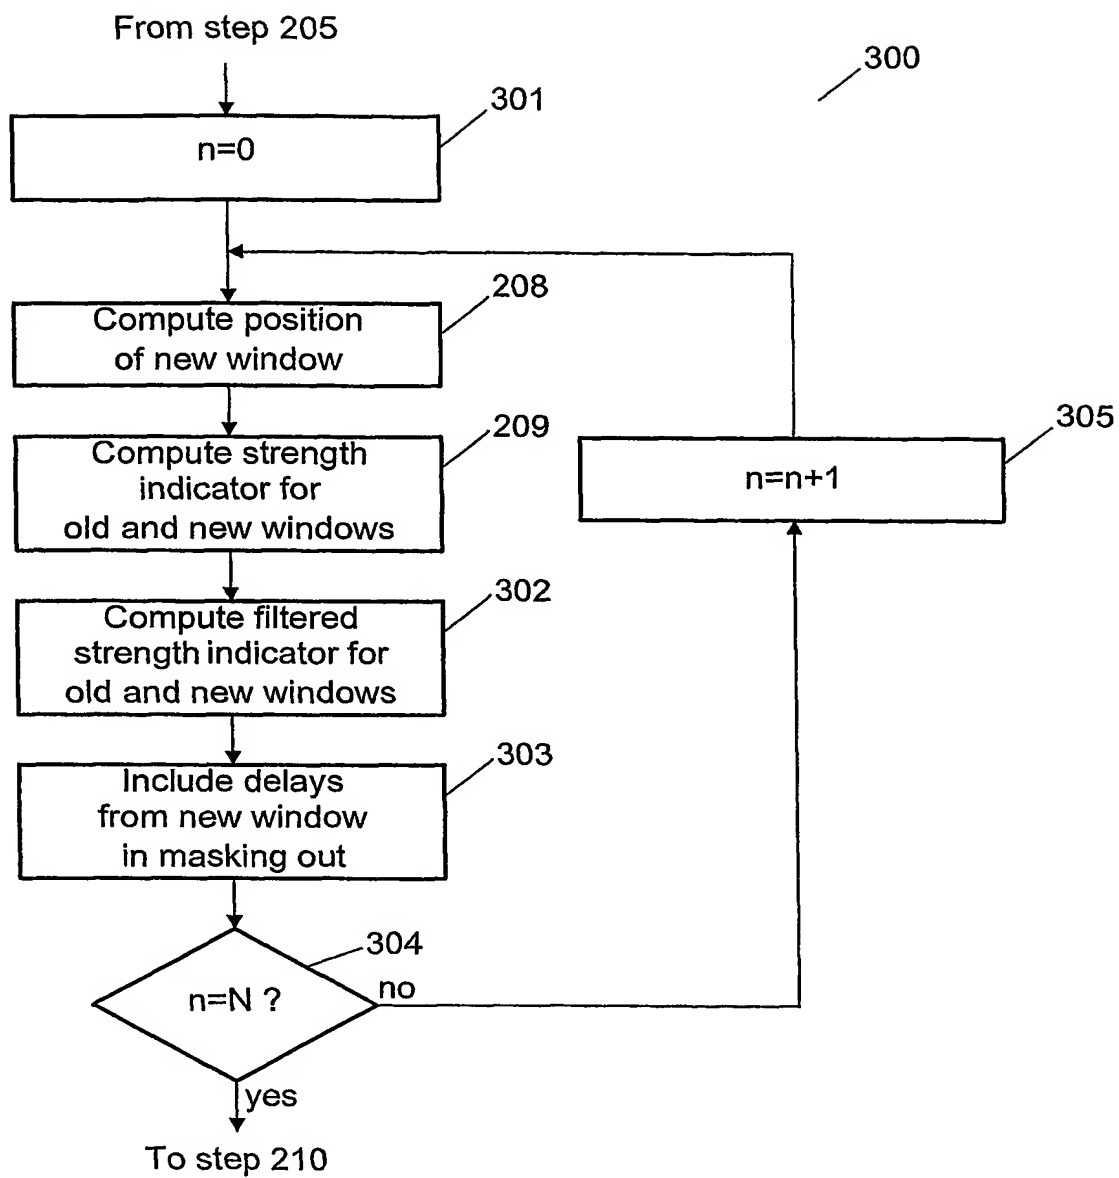 From step 205
300
301
n=0
208
Compute position
of new window
209
Compute strength
indicator for
old and new windows
305
n=n+1
302
Compute filtered
strength indicator for
old and new windows
303
Include delays
from new window
in masking out
304
n=N ?
no
yes
To step 210